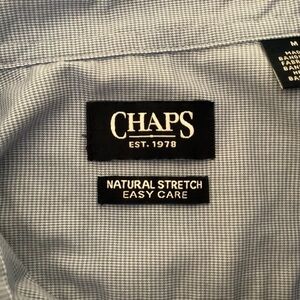 CHAPS
EST. 1978
NATURAL STRETCH
EASY CARE
M